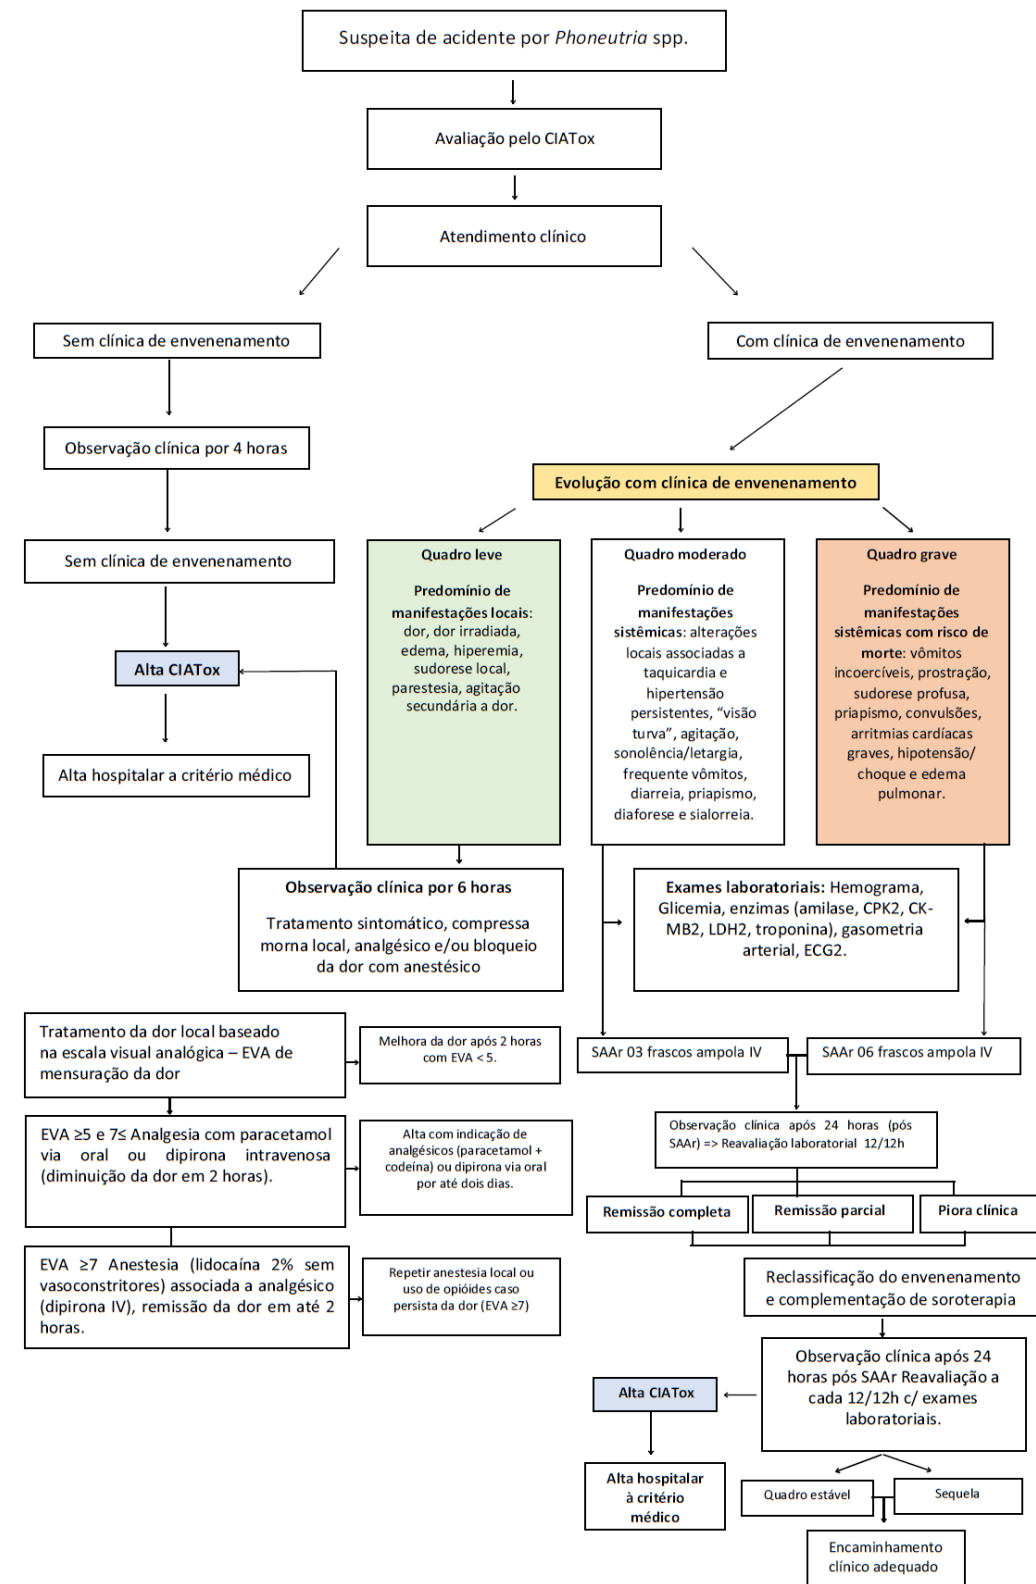 Suspeita de acidente por Phoneutria spp.
Avaliação pelo CIATox
Atendimento clínico
Sem clínica de envenenamento
Com clínica de envenenamento
Observação clínica por 4 horas
Evolução com clínica de envenenamento
Sem clínica de envenenamento
Alta CIATox
Alta hospitalar a critério médico
Quadro leve
Predomínio de
manifestações locais:
dor, dor irradiada,
edema, hiperemia,
sudorese local,
parestesia, agitação
secundária a dor.
Quadro moderado
Predomínio de
manifestações
sistêmicas: alterações
locais associadas a
taquicardia e
hipertensão
persistentes, “visão
turva”, agitação,
sonolência/letargia,
frequente vômitos,
diarreia, priapismo,
diaforese e sialorreia.
Quadro grave
Predomínio de
manifestações
sistêmicas com risco de
morte: vômitos
incoercíveis, prostração,
sudorese profusa,
priapismo, convulsões,
arritmias cardíacas
graves, hipotensão/
choque e edema
pulmonar.
Observação clínica por 6 horas
Tratamento sintomático, compressa
morna local, analgésico e/ou bloqueio
da dor com anestésico
Exames laboratoriais: Hemograma,
Glicemia, enzimas (amilase, CPK2, CK-
MB2, LDH2, troponina), gasometria
arterial, ECG2.
Tratamento da dor local baseado
na escala visual analógica – EVA de
mensuração da dor
Melhora da dor após 2 horas
com EVA < 5.
SAAr 03 frascos ampola IV
SAAr 06 frascos ampola IV
EVA ≥5 e 7≤ Analgesia com paracetamol
via oral ou dipirona intravenosa
(diminuição da dor em 2 horas).
Alta com indicação de
analgésicos (paracetamol +
codeína) ou dipirona via oral
por até dois dias.
Observação clínica após 24 horas (pós
SAAr) => Reavaliação laboratorial 12/12h
Remissão completa
Remissão parcial
Piora clínica
EVA ≥7 Anestesia (lidocaína 2% sem
vasoconstritores) associada a analgésico
(dipirona IV), remissão da dor em até 2
horas.
Repetir anestesia local ou
uso de opióides caso
persista da dor (EVA ≥7)
Reclassificação do envenenamento
e complementação de soroterapia
Observação clínica após 24
horas pós SAAr Reavaliação a
cada 12/12h c/ exames
laboratoriais.
Alta CIATox
Alta hospitalar
à critério
médico
Quadro estável
Sequela
Encaminhamento
clínico adequado